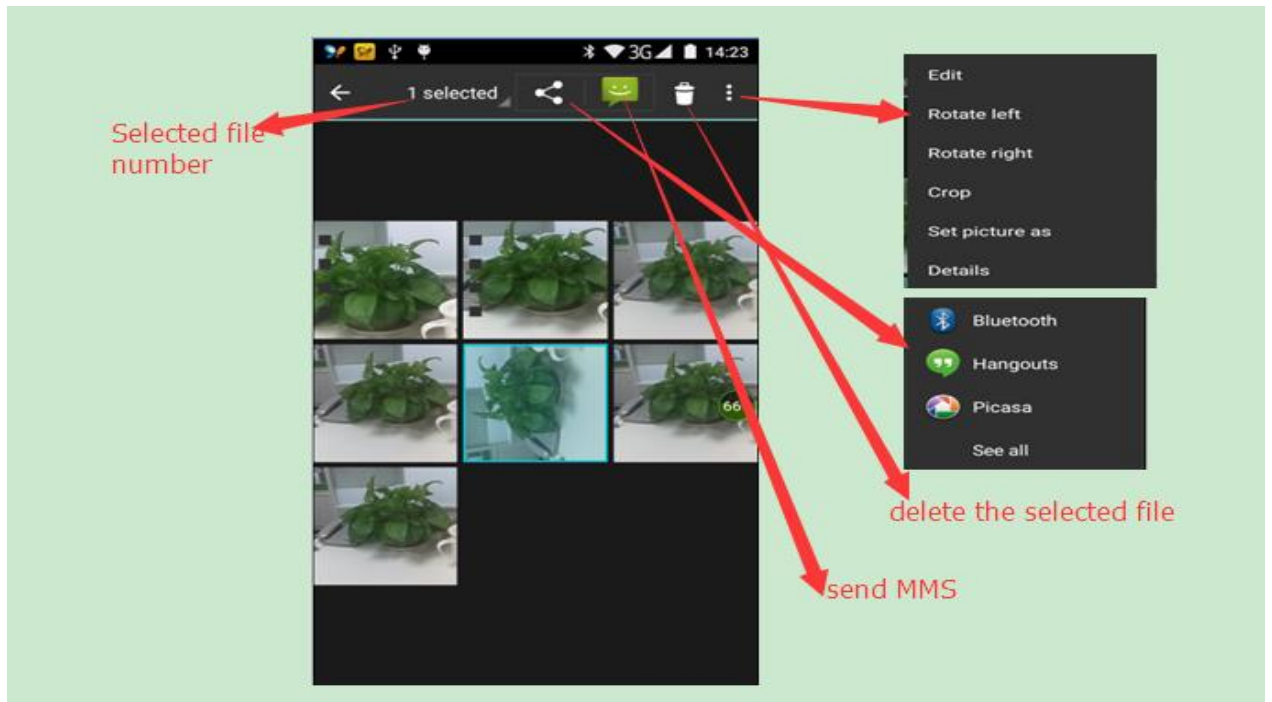 3G 14:23
1 selected
Selected file
number
66
Edit
Rotate left
Rotate right
Crop
Set picture as
Details
Bluetooth
Hangouts
Picasa
See all
delete the selected file
send MMS